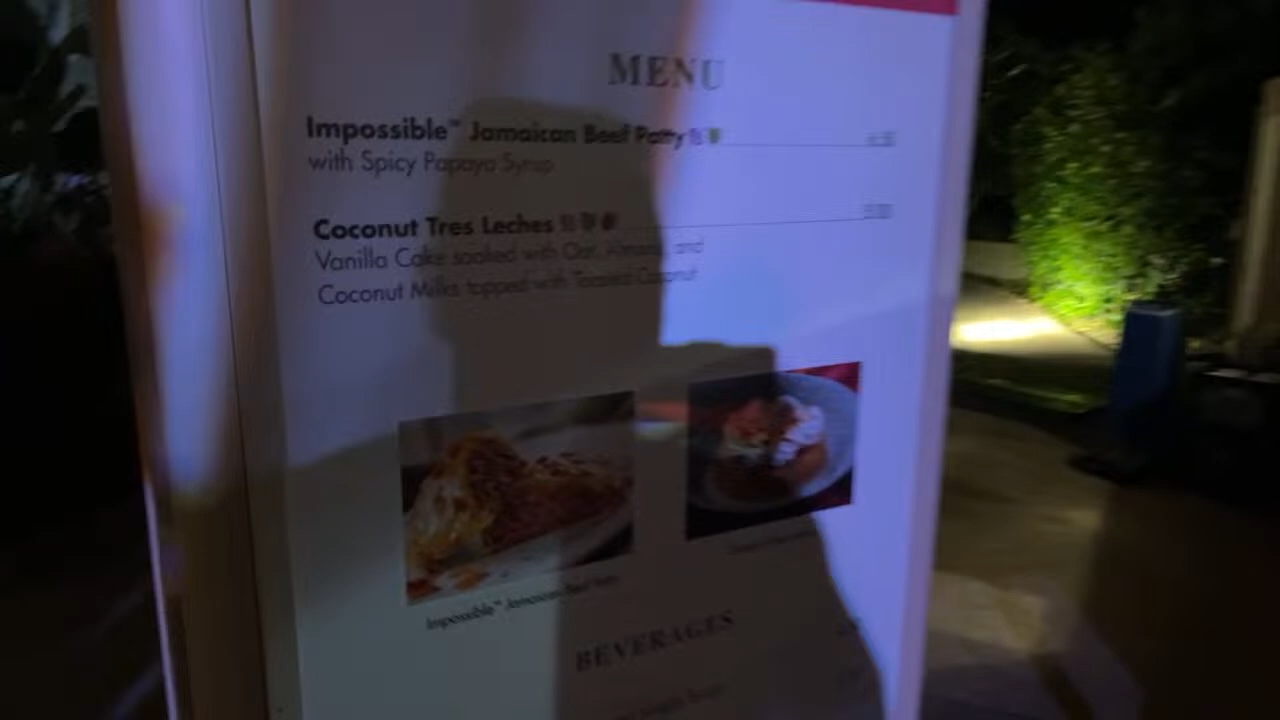 MENU
Impossible™ Jamaican Beef Patty
with Spicy Papaya Syrup
Coconut Tres Leches
Vanilla Cake soaked with Oat, Almond, and
Coconut Milks topped with Toasted Coconut
Impossible™ Jamaican Beef Patty
BEVERAGES